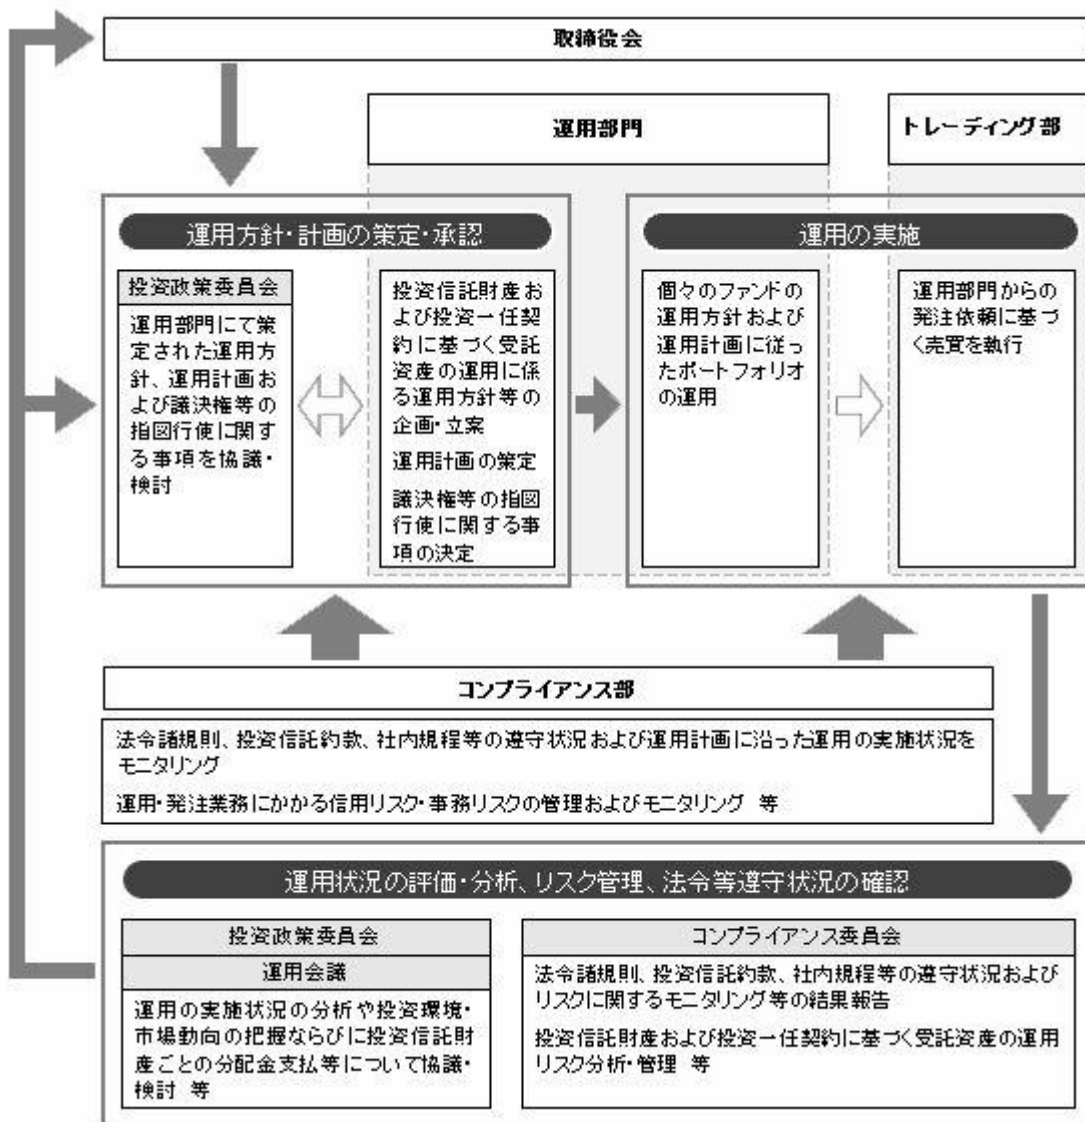 取締役会
運用部門
トレーディング部
運用方針・計画の策定・承認
投資政策委員会
運用部門にて策
定された運用方
針、運用計画お
よび議決権等の
指図行使に関す
る事項を協議・
検討
投資信託財産お
よび投資一任契
約に基づく受託
資産の運用に係
る運用方針等の
企画・立案
運用計画の策定
議決権等の指図
行使に関する事
項の決定
運用の実施
個々のファンドの
運用方針および
運用計画に従っ
たポートフォリオ
の運用
運用部門からの
発注依頼に基づ
く売買を執行
コンプライアンス部
法令諸規則、投資信託約款、社内規程等の遵守状況および運用計画に沿った運用の実施状況を
モニタリング
運用・発注業務にかかる信用リスク・事務リスクの管理およびモニタリング 等
運用状況の評価・分析、リスク管理、法令等遵守状況の確認
投資政策委員会
運用会議
運用の実施状況の分析や投資環境・
市場動向の把握ならびに投資信託財
産ごとの分配金支払等について協議・
検討 等
コンプライアンス委員会
法令諸規則、投資信託約款、社内規程等の遵守状況および
リスクに関するモニタリング等の結果報告
投資信託財産および投資一任契約に基づく受託資産の運用
リスク分析・管理 等